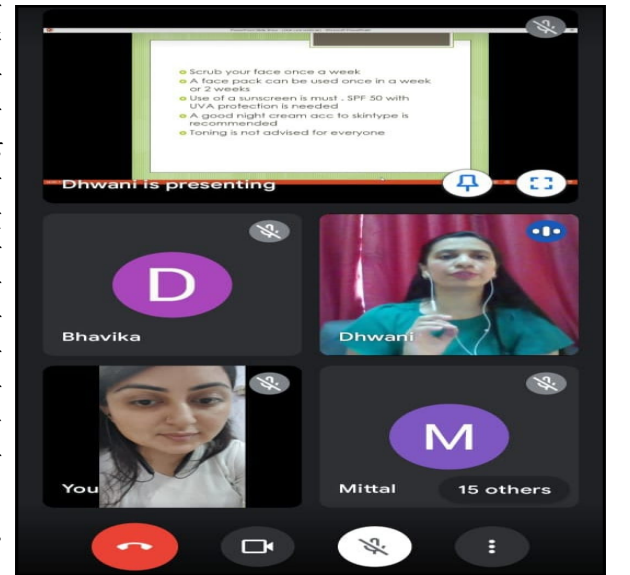 Scrub your face once a week
A face pack can be used once in a week
or 2 weeks
Use of a sunscreen is must . SPF 50 with
UVA protection is needed
A good night cream acc to skintype is
recommended
Toning is not advised for everyone
Dhwani is presenting
D
Bhavika
Dhwani
You
M
Mittal
15 others